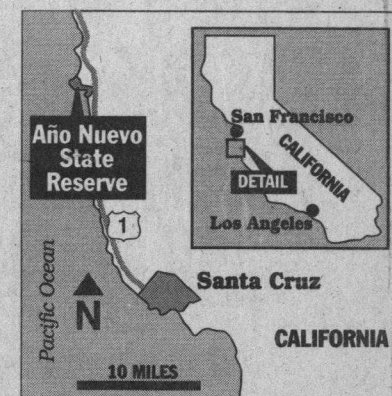 Año Nuevo
State
Reserve
San Francisco
CALIFORNIA
DETAIL
Los Angeles
1
Santa Cruz
Pacific Ocean
N
CALIFORNIA
10 MILES